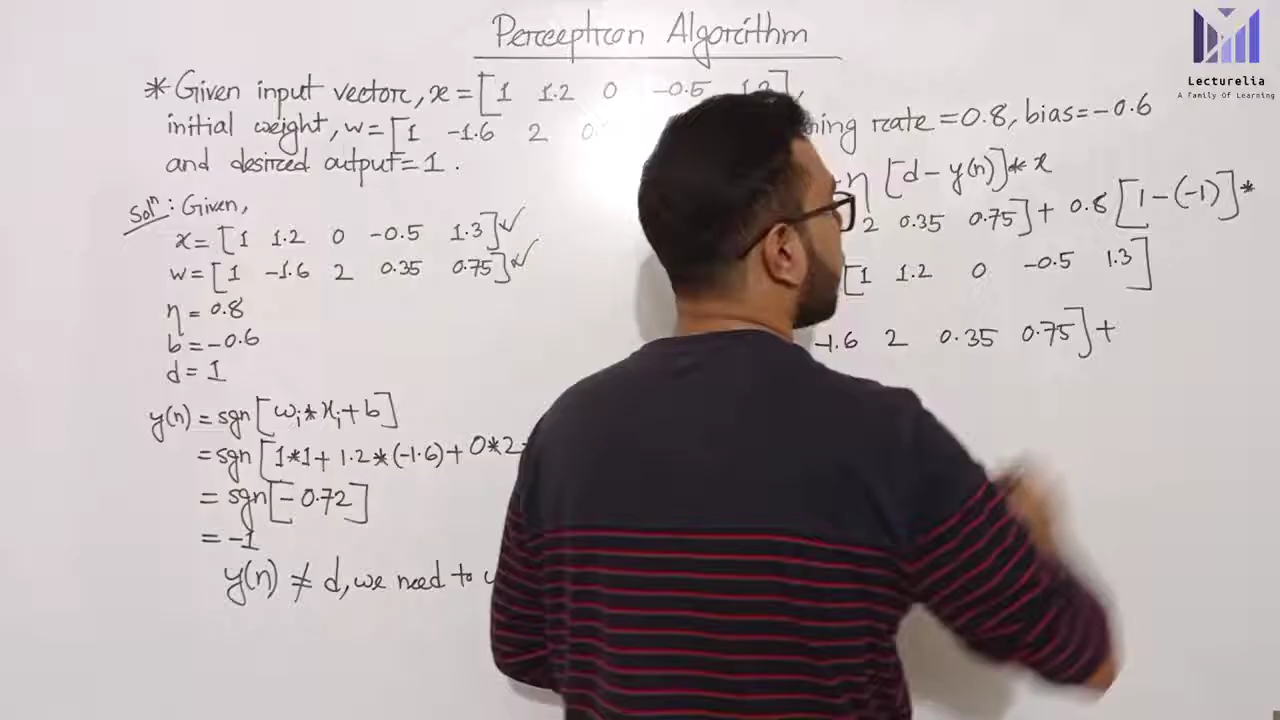 Perceptron Algorithm
Lecturelia
A Family Of Learning
* Given input vector, x = [1 1.2 0 -0.5 1.3],
initial weight, w = [1 -1.6 2 rate = 0.8, bias = -0.6
and desired output = 1.
Solⁿ: Given,
x = [1 1.2 0 -0.5 1.3] ✓
w = [1 -1.6 2 0.35 0.75] ✓
η = 0.8
b = -0.6
d = 1
y(n) = sgn [wᵢ * xᵢ + b]
= sgn [1*1 + 1.2*(-1.6) + 0*2
= sgn [-0.72]
= -1
y(n) ≠ d, we need to
η [d - y(n)] * x
2 0.35 0.75] + 0.8 [1-(-1)] *
[1 1.2 0 -0.5 1.3]
-1.6 2 0.35 0.75] +